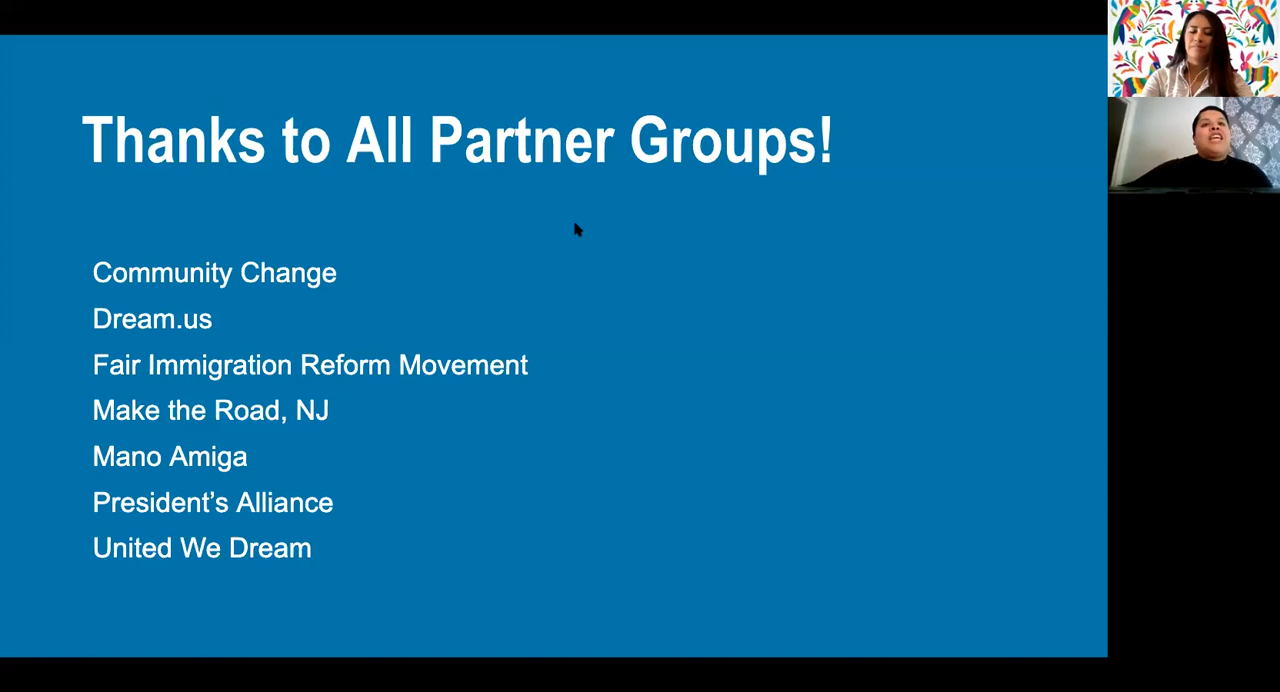 Thanks to All Partner Groups!
Community Change
Dream.us
Fair Immigration Reform Movement
Make the Road, NJ
Mano Amiga
President’s Alliance
United We Dream